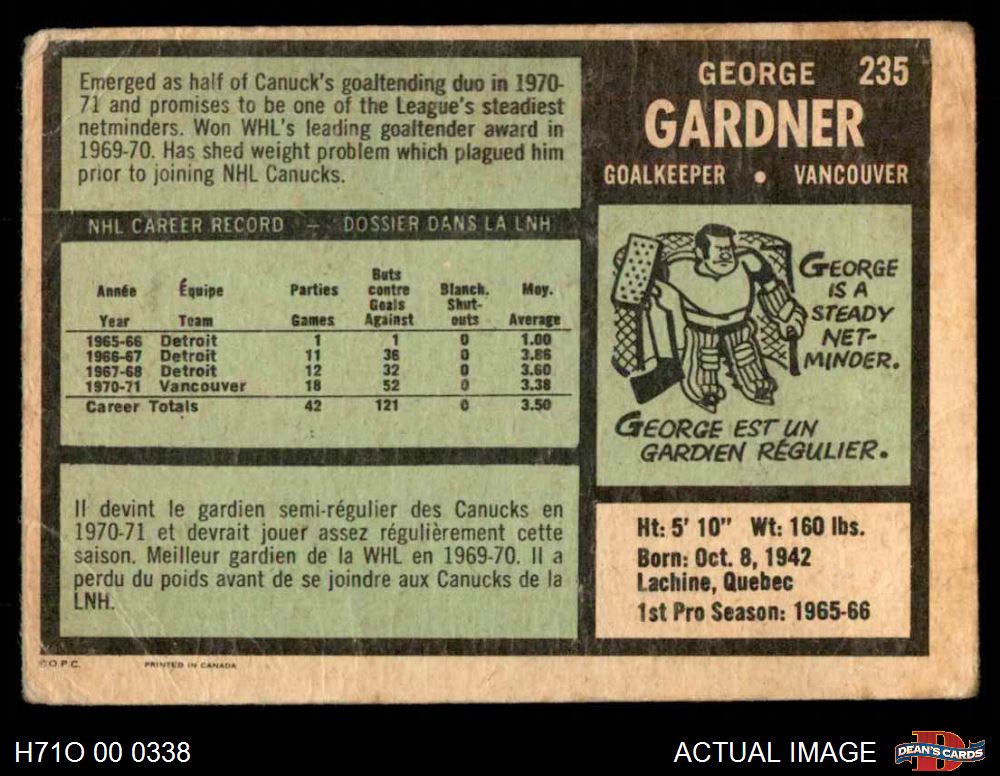 Emerged as half of Canuck's goaltending duo in 1970-
71 and promises to be one of the League's steadiest
netminders. Won WHL's leading goaltender award in
1969-70. Has shed weight problem which plagued him
prior to joining NHL Canucks.
GEORGE 235
GARDNER
GOALKEEPER • VANCOUVER
NHL CAREER RECORD — DOSSIER DANS LA LNH
Année Équipe Parties Buts contre Blanch. Moy.
Year Team Games Goals Against Shut-outs Average
1965-66 Detroit 1 1 0 1.00
1966-67 Detroit 11 36 0 3.86
1967-68 Detroit 12 32 0 3.60
1970-71 Vancouver 18 52 0 3.38
Career Totals 42 121 0 3.50
GEORGE
IS A
STEADY
NET-
MINDER.
GEORGE EST UN
GARDIEN RÉGULIER.
Il devint le gardien semi-régulier des Canucks en
1970-71 et devrait jouer assez régulièrement cette
saison. Meilleur gardien de la WHL en 1969-70. Il a
perdu du poids avant de se joindre aux Canucks de la
LNH.
Ht: 5' 10" Wt: 160 lbs.
Born: Oct. 8, 1942
Lachine, Quebec
1st Pro Season: 1965-66
©O.P.C. PRINTED IN CANADA
H71O 00 0338
ACTUAL IMAGE
DEAN'S CARDS